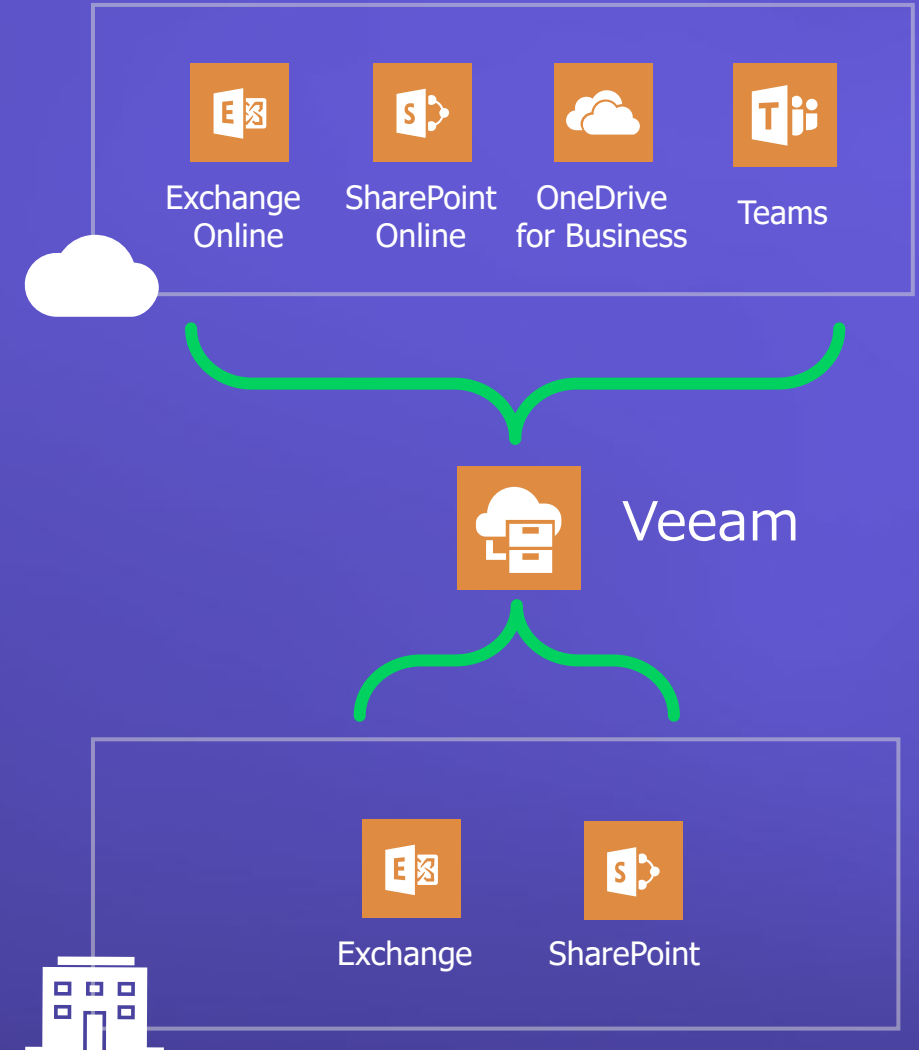 E
S
T
Exchange
Online
SharePoint
Online
OneDrive
for Business
Teams
Veeam
E
S
Exchange
SharePoint